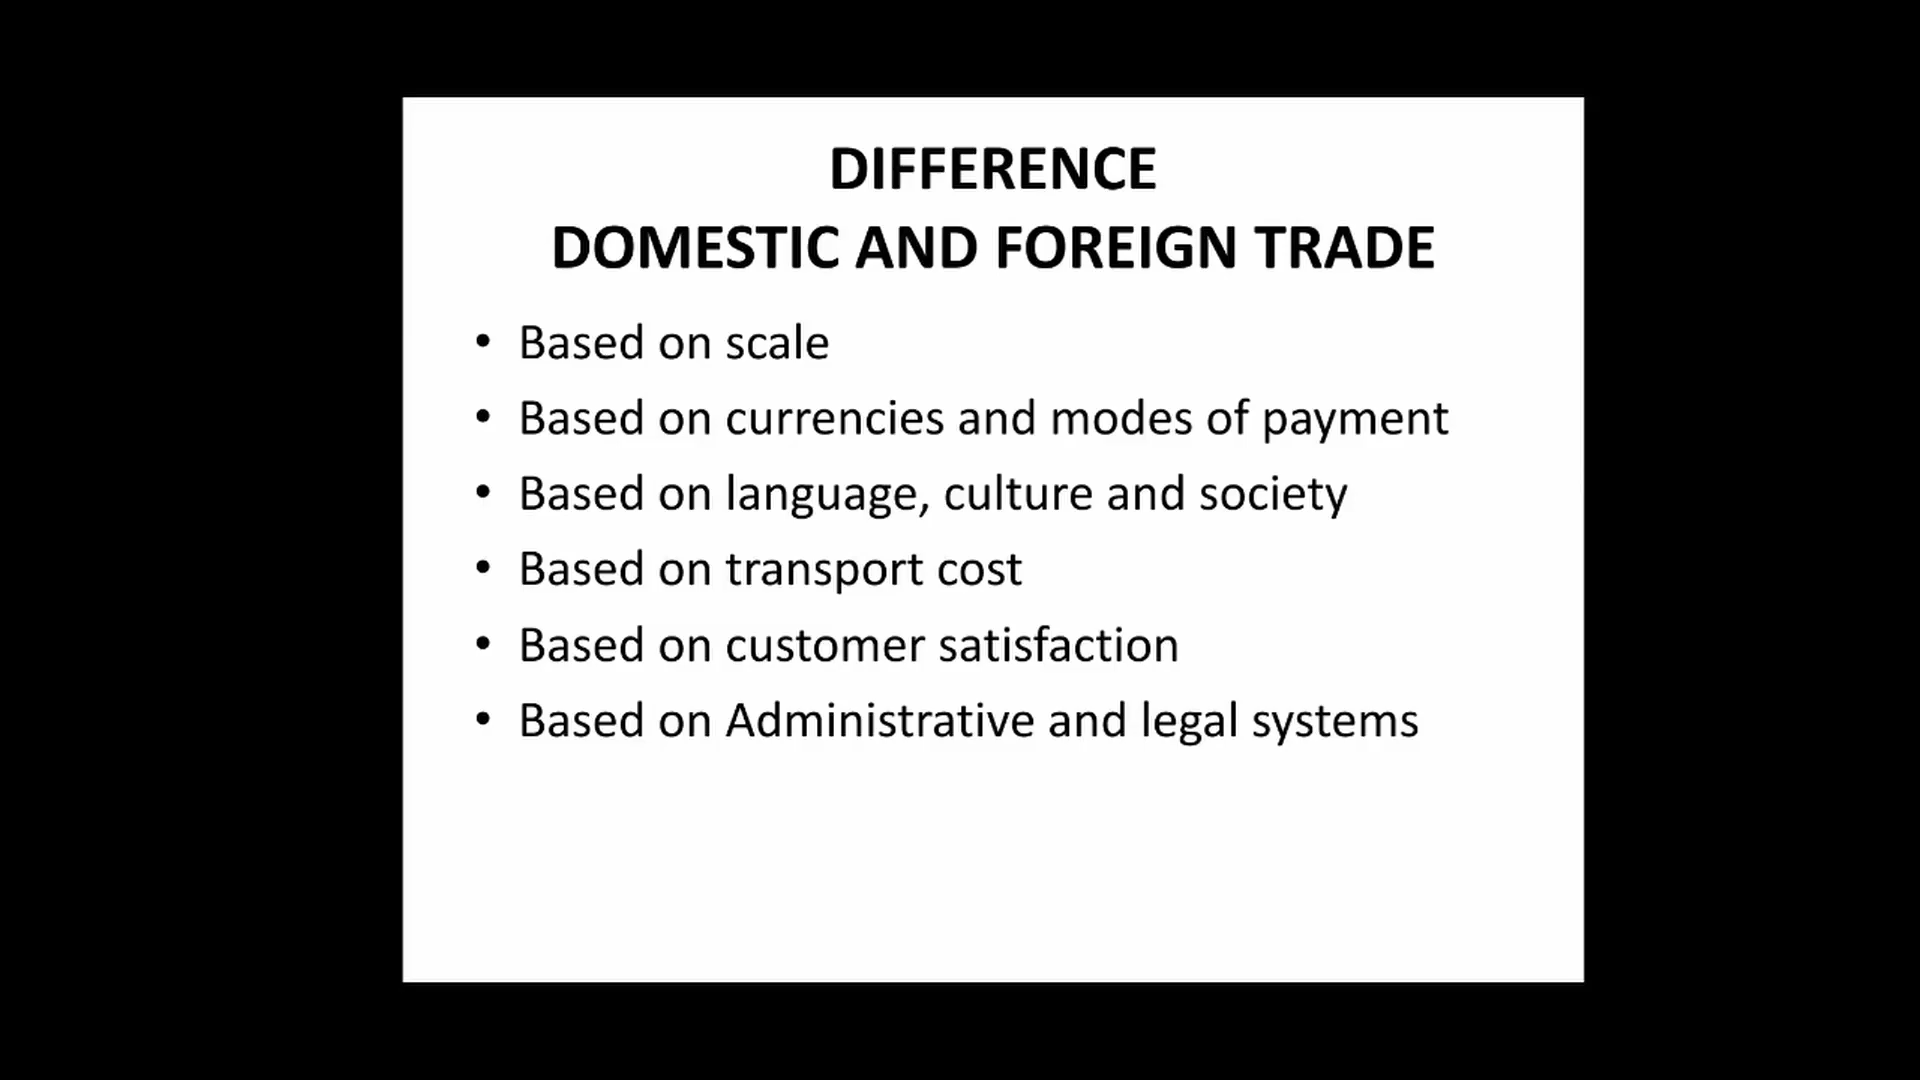 DIFFERENCE
DOMESTIC AND FOREIGN TRADE
• Based on scale
• Based on currencies and modes of payment
• Based on language, culture and society
• Based on transport cost
• Based on customer satisfaction
• Based on Administrative and legal systems